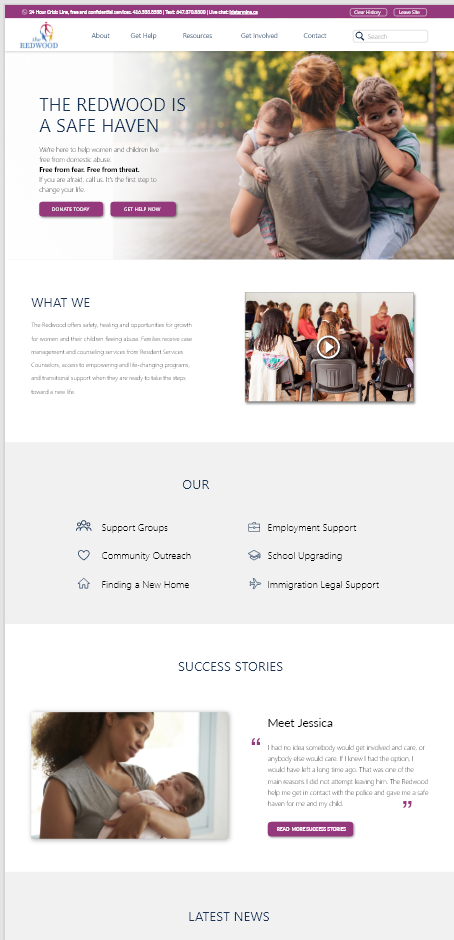 24 Hour Crisis Line, free and confidential services. 416.533.8538 | Text: 647.370.8800 | Live chat:
Clear History
Leave Site
the
REDWOOD
About
Get Help
Resources
Get Involved
Contact
Search
THE REDWOOD IS
A SAFE HAVEN
We're here to help women and children live
free from domestic abuse.
Free from fear. Free from threat.
If you are afraid, call us. It's the first step to
change your life.
DONATE TODAY
GET HELP NOW
WHAT WE
The Redwood offers safety, healing and opportunities for growth
for women and their children fleeing abuse. Families receive case
management and counseling services from Resident Services
Counselors, access to empowering and life-changing programs,
and transitional support when they are ready to take the steps
toward a new life.
OUR
Support Groups
Employment Support
Community Outreach
School Upgrading
Finding a New Home
Immigration Legal Support
SUCCESS STORIES
Meet Jessica
“
I had no idea somebody would get involved and care, or
anybody else would care. If I knew I had the option, I
would have left a long time ago. That was one of the
main reasons I did not attempt leaving him. The Redwood
help me get in contact with the police and gave me a safe
haven for me and my child.
”
READ MORE SUCCESS STORIES
LATEST NEWS